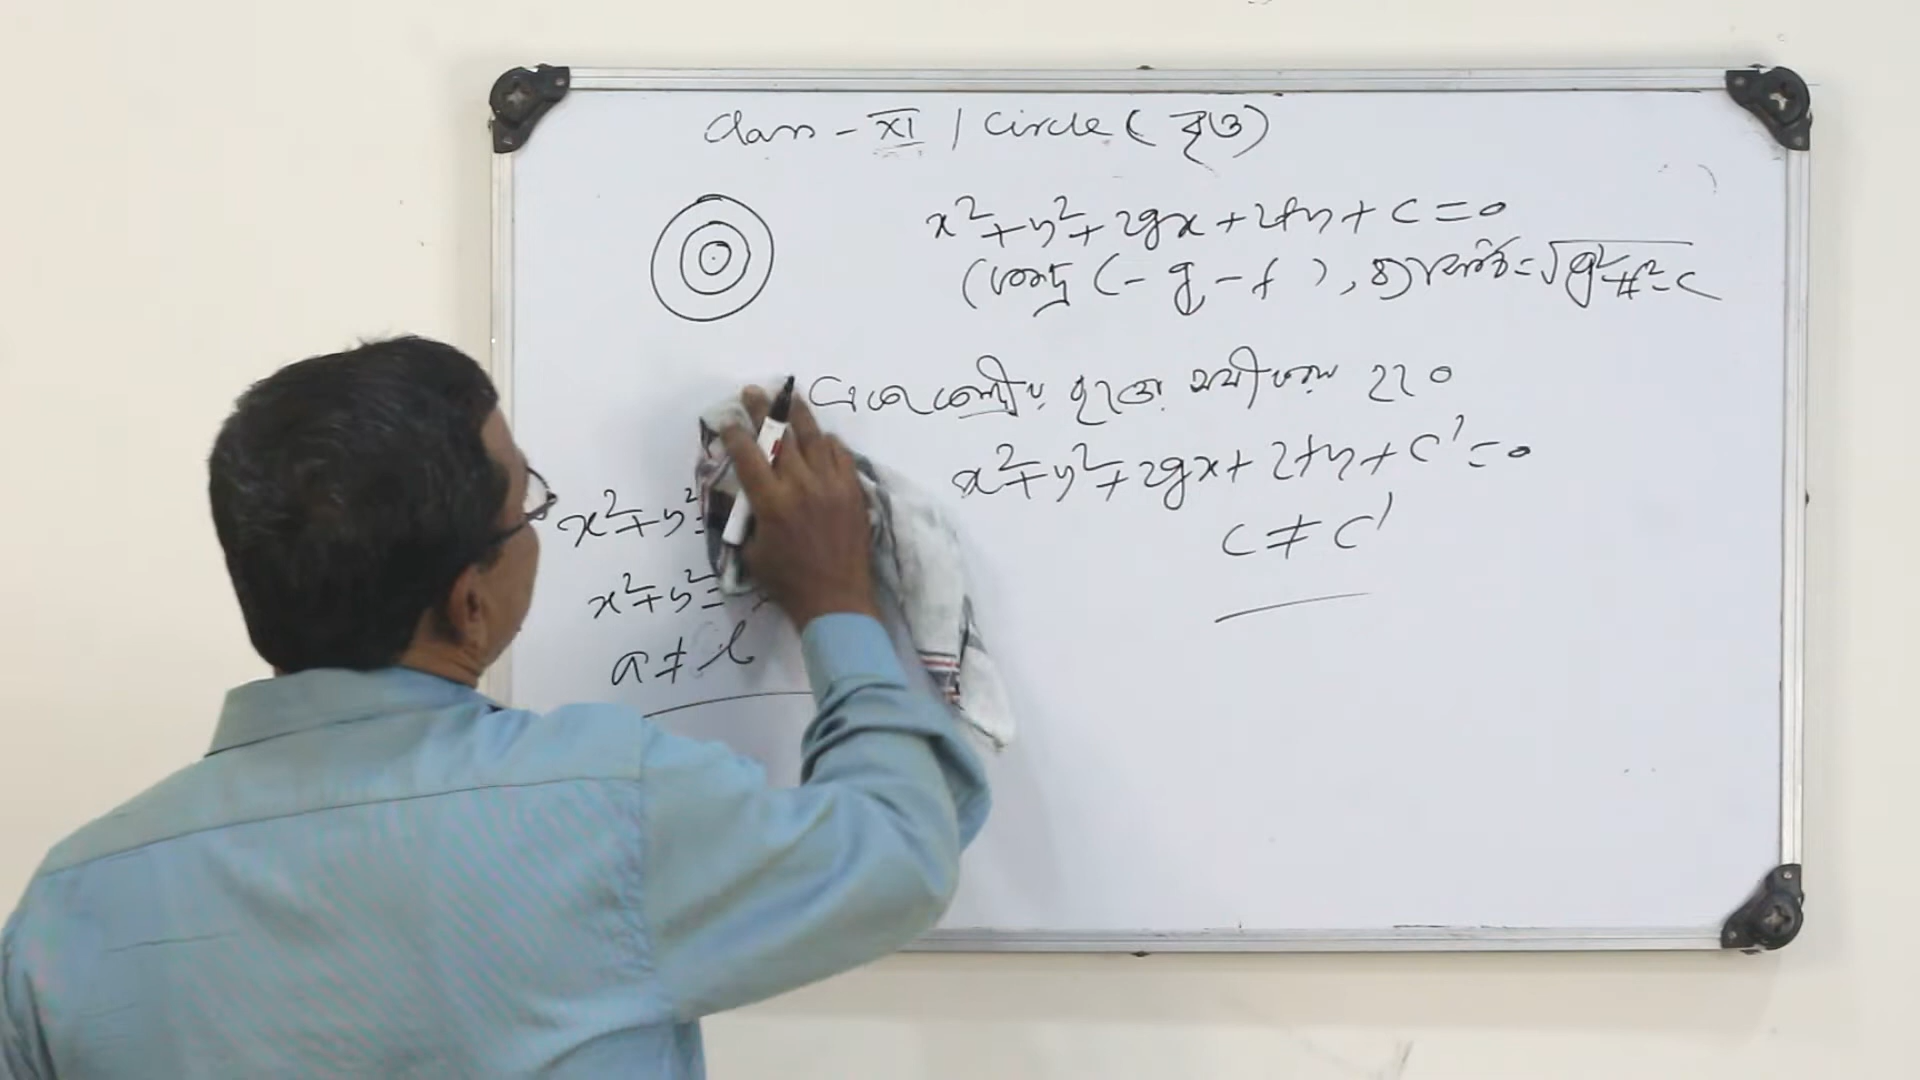 Class - XI / Circle (বৃত্ত)
x²+y²+2gx+2fy+c=0
কেন্দ্র (-g, -f), ও ব্যাসার্ধ=√g²+f²-c
সমীকরণ হবে
x²+y²+2gx+2fy+c'=0
c≠c'
x²+y²=
x²+y²=
a≠b